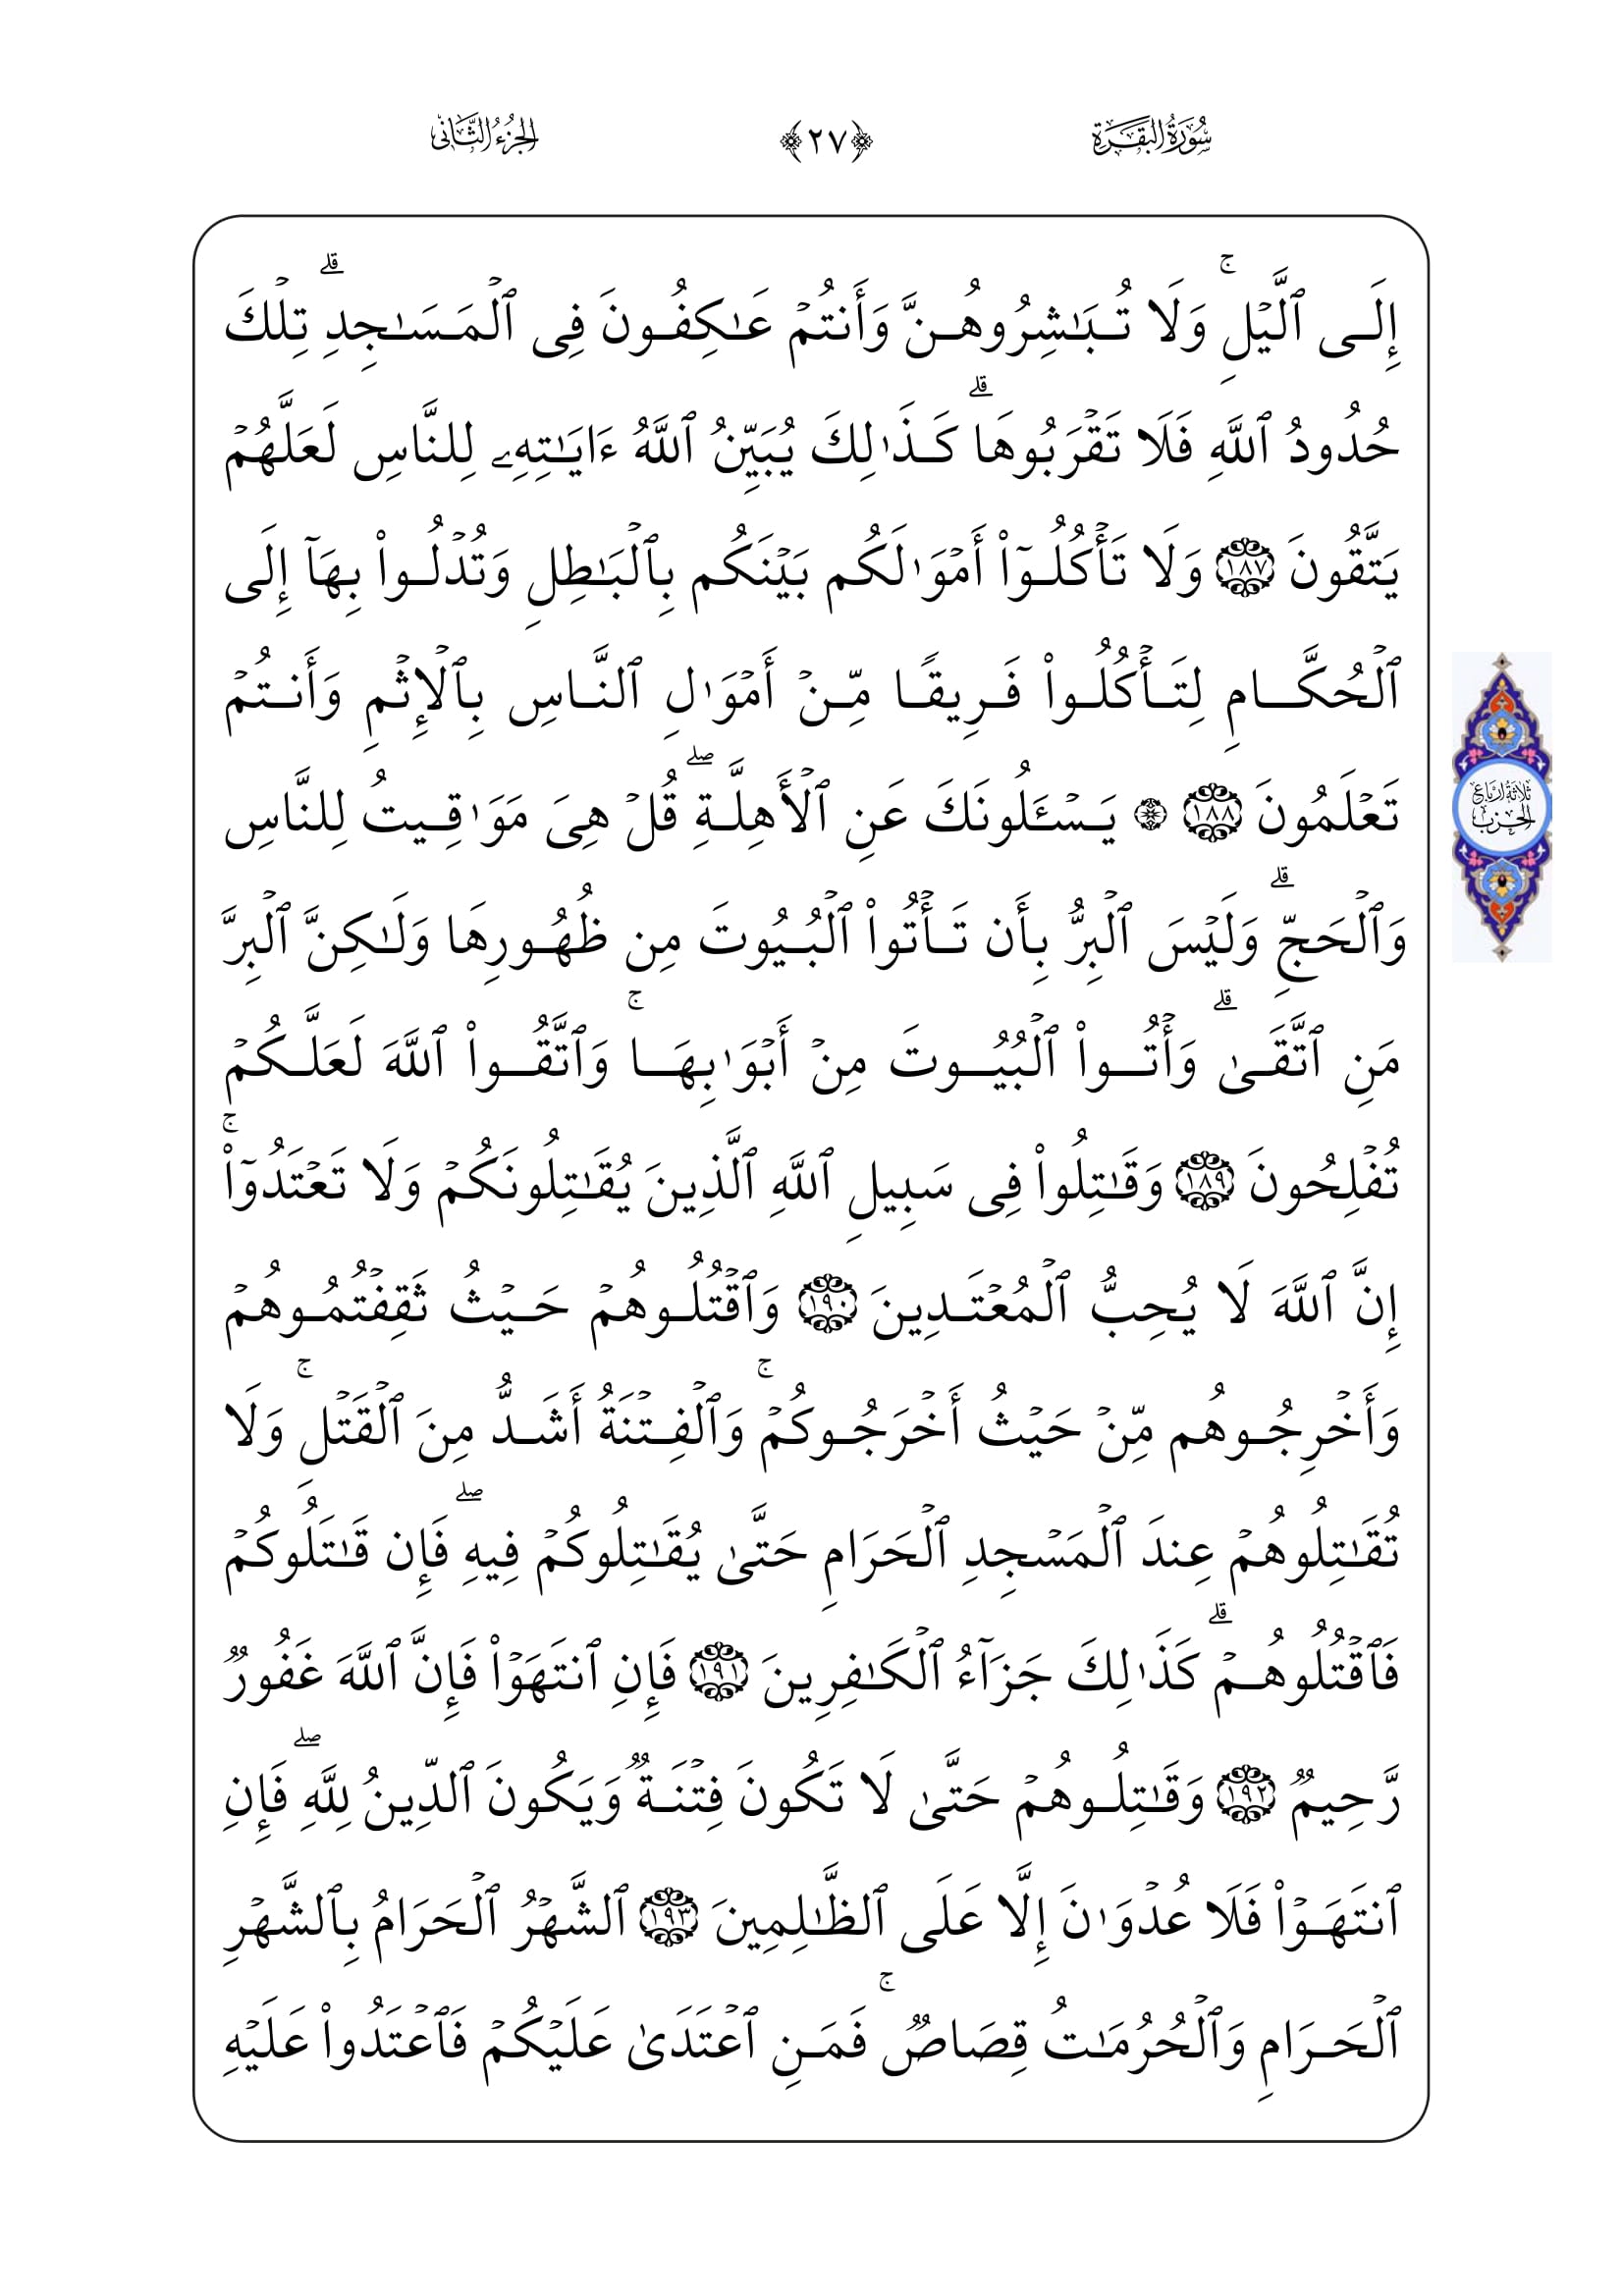 سُورَةُ البَقَرَةِ ﴿٢٧﴾ الجُزءُ الثَّانِي
إِلَى ٱلَّيْلِ ۚ وَلَا تُبَـٰشِرُوهُنَّ وَأَنتُمْ عَـٰكِفُونَ فِى ٱلْمَسَـٰجِدِ ۗ تِلْكَ
حُدُودُ ٱللَّهِ فَلَا تَقْرَبُوهَا ۗ كَذَٰلِكَ يُبَيِّنُ ٱللَّهُ ءَايَـٰتِهِۦ لِلنَّاسِ لَعَلَّهُمْ
يَتَّقُونَ ١٨٧ وَلَا تَأْكُلُوٓا۟ أَمْوَٰلَكُم بَيْنَكُم بِٱلْبَـٰطِلِ وَتُدْلُوا۟ بِهَآ إِلَى
ٱلْحُكَّامِ لِتَأْكُلُوا۟ فَرِيقًا مِّنْ أَمْوَٰلِ ٱلنَّاسِ بِٱلْإِثْمِ وَأَنتُمْ
تَعْلَمُونَ ١٨٨ ۞ يَسْـَٔلُونَكَ عَنِ ٱلْأَهِلَّةِ ۖ قُلْ هِىَ مَوَٰقِيتُ لِلنَّاسِ
ثَلَاثَةُ أَرْبَاعِ
الحِزْب
وَٱلْحَجِّ ۗ وَلَيْسَ ٱلْبِرُّ بِأَن تَأْتُوا۟ ٱلْبُيُوتَ مِن ظُهُورِهَا وَلَـٰكِنَّ ٱلْبِرَّ
مَنِ ٱتَّقَىٰ ۗ وَأْتُوا۟ ٱلْبُيُوتَ مِنْ أَبْوَٰبِهَا ۚ وَٱتَّقُوا۟ ٱللَّهَ لَعَلَّكُمْ
تُفْلِحُونَ ١٨٩ وَقَـٰتِلُوا۟ فِى سَبِيلِ ٱللَّهِ ٱلَّذِينَ يُقَـٰتِلُونَكُمْ وَلَا تَعْتَدُوٓا۟ ۚ
إِنَّ ٱللَّهَ لَا يُحِبُّ ٱلْمُعْتَدِينَ ١٩٠ وَٱقْتُلُوهُمْ حَيْثُ ثَقِفْتُمُوهُمْ
وَأَخْرِجُوهُم مِّنْ حَيْثُ أَخْرَجُوكُمْ ۚ وَٱلْفِتْنَةُ أَشَدُّ مِنَ ٱلْقَتْلِ ۚ وَلَا
تُقَـٰتِلُوهُمْ عِندَ ٱلْمَسْجِدِ ٱلْحَرَامِ حَتَّىٰ يُقَـٰتِلُوكُمْ فِيهِ ۖ فَإِن قَـٰتَلُوكُمْ
فَٱقْتُلُوهُمْ ۗ كَذَٰلِكَ جَزَآءُ ٱلْكَـٰفِرِينَ ١٩١ فَإِنِ ٱنتَهَوْا۟ فَإِنَّ ٱللَّهَ غَفُورٌ
رَّحِيمٌ ١٩٢ وَقَـٰتِلُوهُمْ حَتَّىٰ لَا تَكُونَ فِتْنَةٌ وَيَكُونَ ٱلدِّينُ لِلَّهِ ۖ فَإِنِ
ٱنتَهَوْا۟ فَلَا عُدْوَٰنَ إِلَّا عَلَى ٱلظَّـٰلِمِينَ ١٩٣ ٱلشَّهْرُ ٱلْحَرَامُ بِٱلشَّهْرِ
ٱلْحَرَامِ وَٱلْحُرُمَـٰتُ قِصَاصٌ ۚ فَمَنِ ٱعْتَدَىٰ عَلَيْكُمْ فَٱعْتَدُوا۟ عَلَيْهِ